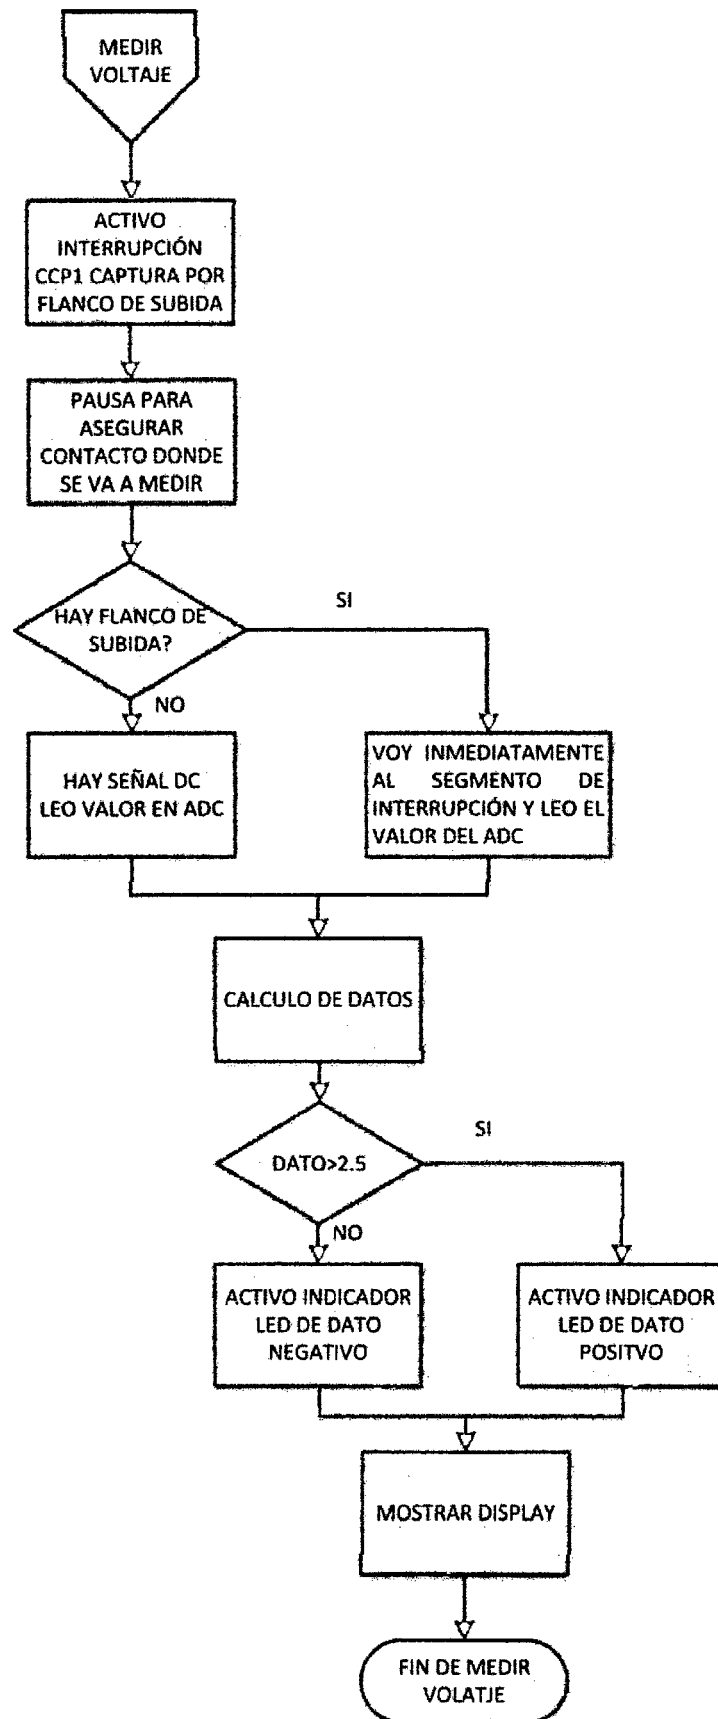 MEDIR
VOLTAJE
ACTIVO
INTERRUPCIÓN
CCP1 CAPTURA POR
FLANCO DE SUBIDA
PAUSA PARA
ASEGURAR
CONTACTO DONDE
SE VA A MEDIR
HAY FLANCO DE
SUBIDA?
SI
NO
HAY SEÑAL DC
LEO VALOR EN ADC
VOY INMEDIATAMENTE
AL SEGMENTO DE
INTERRUPCIÓN Y LEO EL
VALOR DEL ADC
CALCULO DE DATOS
DATO>2.5
SI
NO
ACTIVO INDICADOR
LED DE DATO
NEGATIVO
ACTIVO INDICADOR
LED DE DATO
POSITVO
MOSTRAR DISPLAY
FIN DE MEDIR
VOLATJE